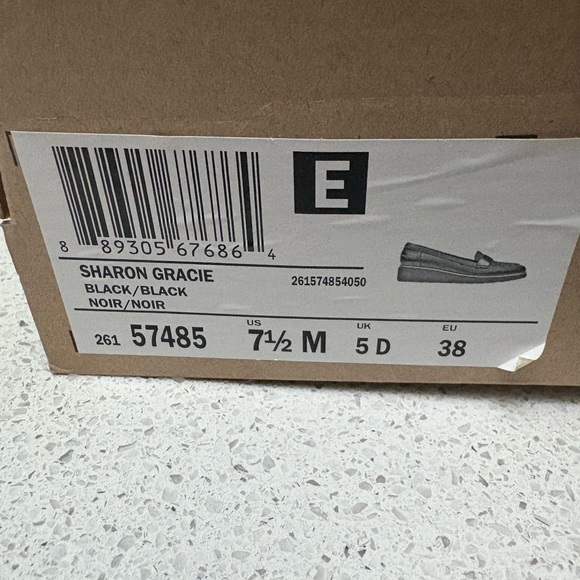 E
8 89305 67686 4
SHARON GRACIE
261574854050
BLACK/BLACK
NOIR/NOIR
US UK EU
261 57485 7½ M 5 D 38